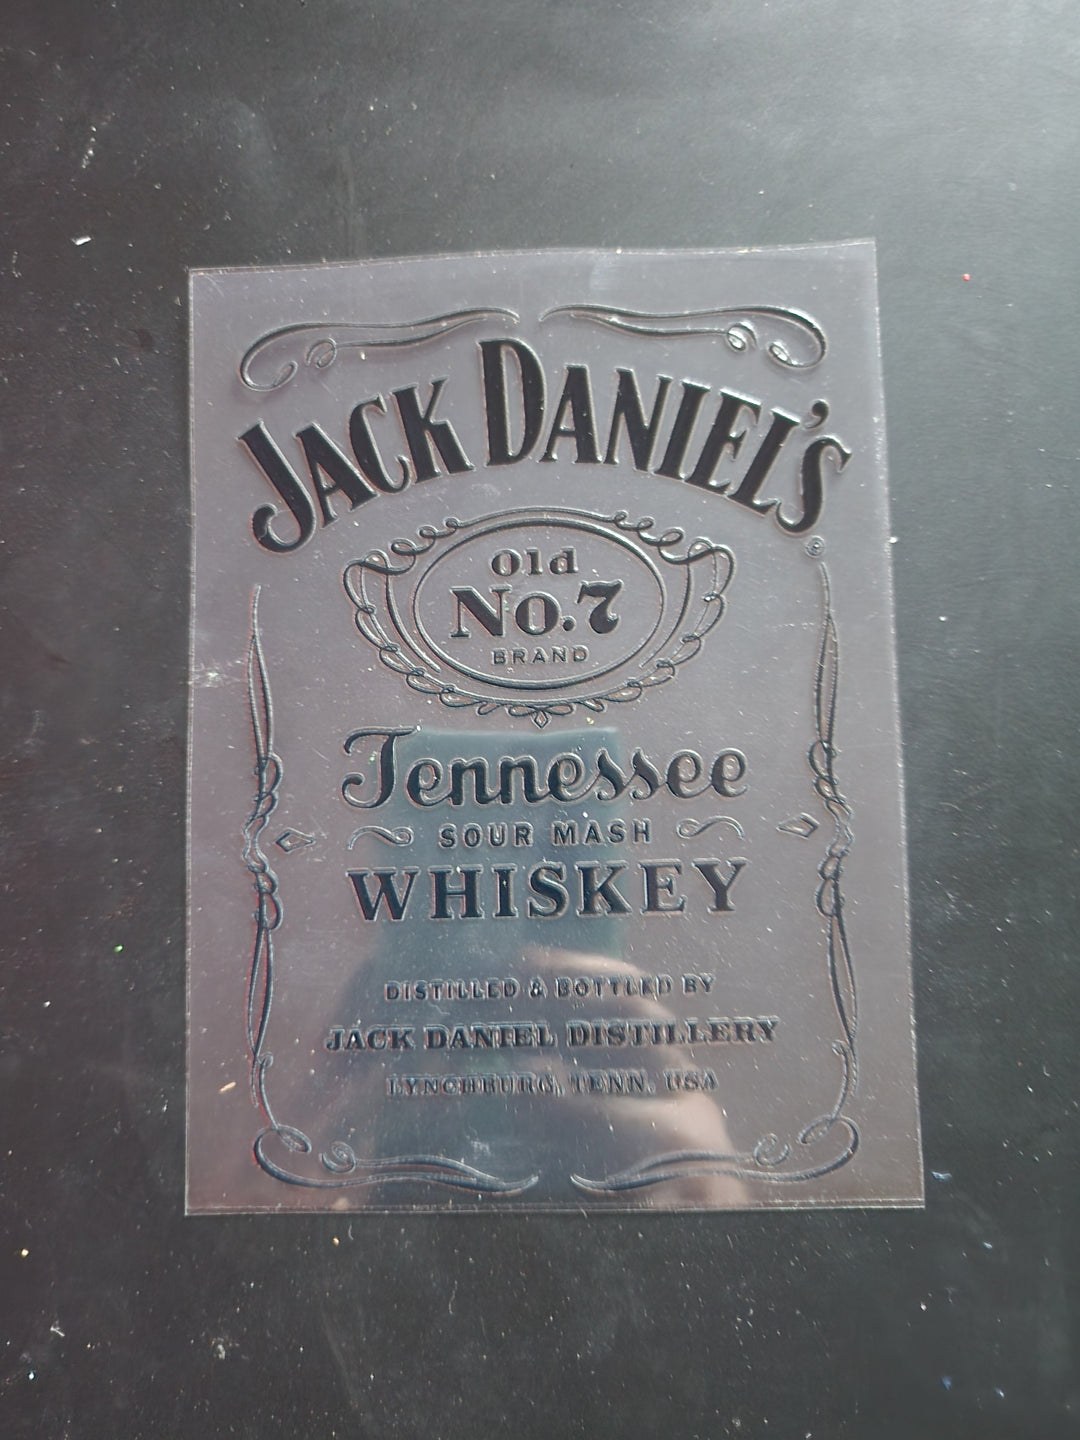 JACK DANIEL'S
®
Old
No.7
BRAND
Tennessee
SOUR MASH
WHISKEY
DISTILLED & BOTTLED BY
JACK DANIEL DISTILLERY
LYNCHBURG, TENN. USA